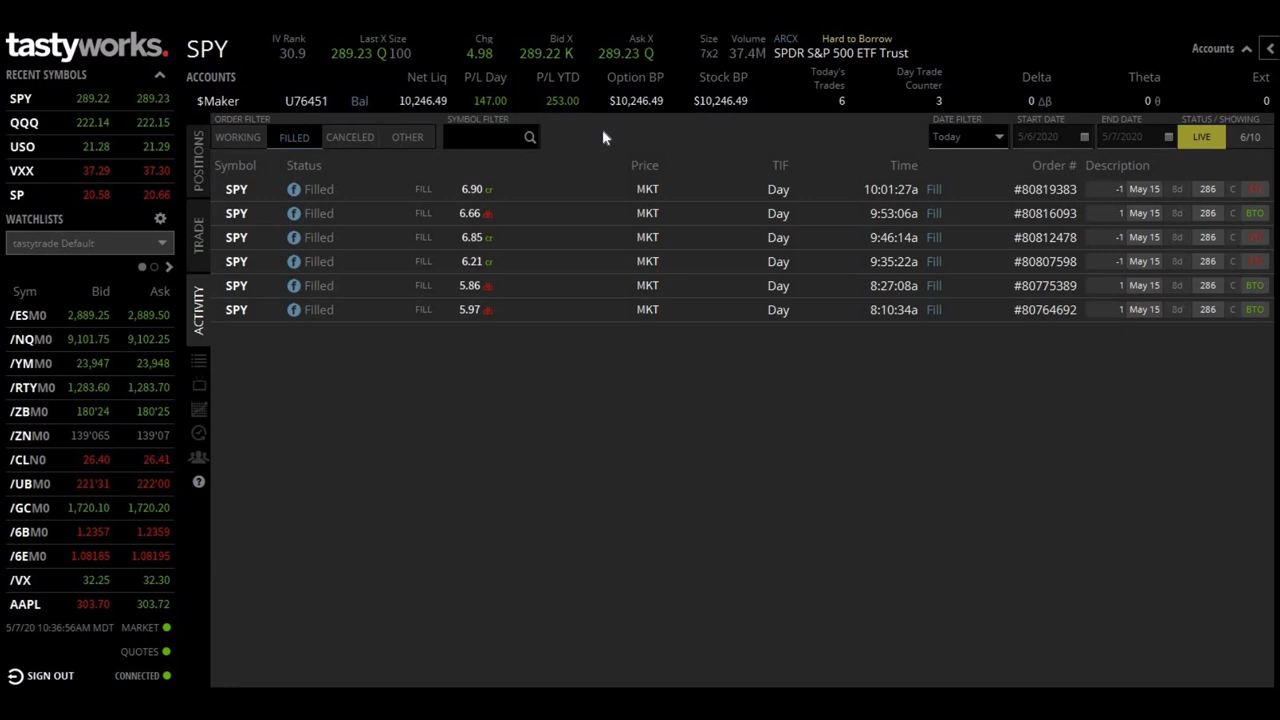 tastyworks.
SPY
IV Rank Last X Size Chg Bid X Ask X Size Volume ARCX Hard to Borrow
30.9 289.23 Q 100 4.98 289.22 K 289.23 Q 7x2 37.4M SPDR S&P 500 ETF Trust
Accounts
RECENT SYMBOLS
SPY 289.22 289.23
QQQ 222.14 222.15
USO 21.28 21.29
VXX 37.29 37.30
SP 20.58 20.66
WATCHLISTS
tastytrade Default
Sym Bid Ask
/ESM0 2,889.25 2,889.50
/NQM0 9,101.75 9,102.25
/YMM0 23,947 23,948
/RTYM0 1,283.60 1,283.70
/ZBM0 180'24 180'25
/ZNM0 139'065 139'07
/CLN0 26.40 26.41
/UBM0 221'31 222'00
/GCM0 1,720.10 1,720.20
/6BM0 1.2357 1.2359
/6EM0 1.08185 1.08195
/VX 32.25 32.30
AAPL 303.70 303.72
5/7/20 10:36:56AM MDT MARKET
QUOTES
SIGN OUT CONNECTED
ACCOUNTS Net Liq P/L Day P/L YTD Option BP Stock BP Today's Trades Day Trade Counter Delta Theta Ext
$Maker U76451 Bal 10,246.49 147.00 253.00 $10,246.49 $10,246.49 6 3 0 Δβ 0 θ 0
POSITIONS
TRADE
ACTIVITY
ORDER FILTER SYMBOL FILTER DATE FILTER START DATE END DATE STATUS / SHOWING
WORKING FILLED CANCELED OTHER Today 5/6/2020 5/7/2020 LIVE 6/10
Symbol Status Price TIF Time Order # Description
SPY f Filled FILL 6.90 cr MKT Day 10:01:27a Fill #80819383 -1 May 15 8d 286 C
SPY f Filled FILL 6.66 MKT Day 9:53:06a Fill #80816093 1 May 15 8d 286 C BTO
SPY f Filled FILL 6.85 cr MKT Day 9:46:14a Fill #80812478 -1 May 15 8d 286 C
SPY f Filled FILL 6.21 cr MKT Day 9:35:22a Fill #80807598 -1 May 15 8d 286 C
SPY f Filled FILL 5.86 MKT Day 8:27:08a Fill #80775389 1 May 15 8d 286 C BTO
SPY f Filled FILL 5.97 MKT Day 8:10:34a Fill #80764692 1 May 15 8d 286 C BTO
?